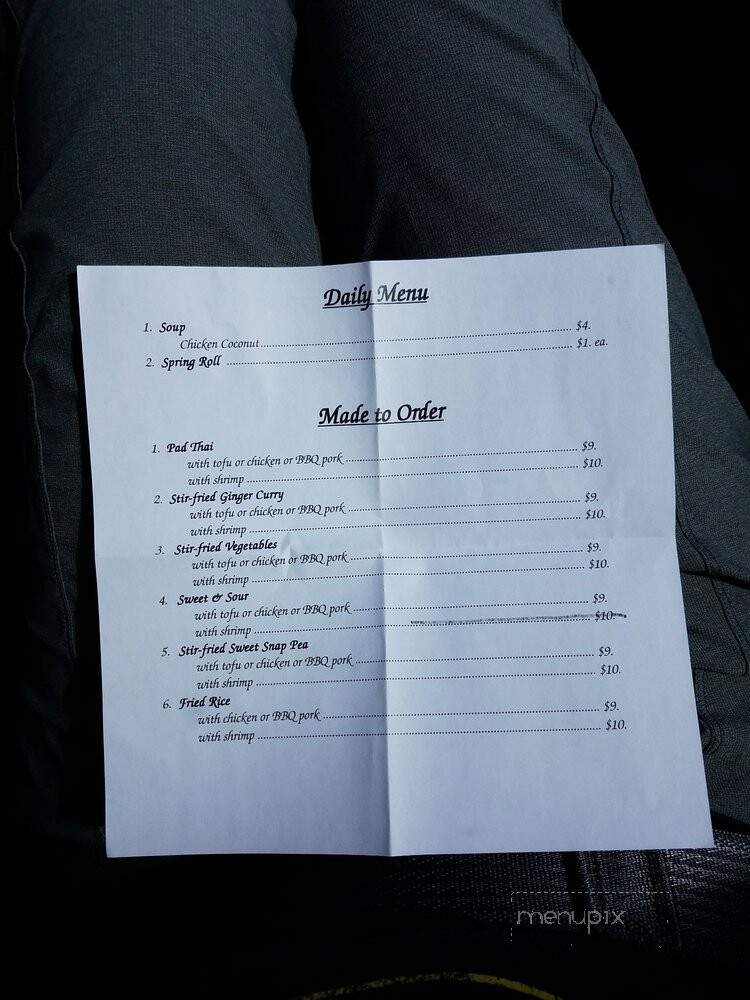 Daily Menu
1. Soup
Chicken Coconut ........ $4.
2. Spring Roll ........ $1. ea.
Made to Order
1. Pad Thai
with tofu or chicken or BBQ pork ........ $9.
with shrimp ........ $10.
2. Stir-fried Ginger Curry
with tofu or chicken or BBQ pork ........ $9.
with shrimp ........ $10.
3. Stir-fried Vegetables
with tofu or chicken or BBQ pork ........ $9.
with shrimp ........ $10.
4. Sweet & Sour
with tofu or chicken or BBQ pork ........ $9.
with shrimp ........ $10.
5. Stir-fried Sweet Snap Pea
with tofu or chicken or BBQ pork ........ $9.
with shrimp ........ $10.
6. Fried Rice
with chicken or BBQ pork ........ $9.
with shrimp ........ $10.
menupix